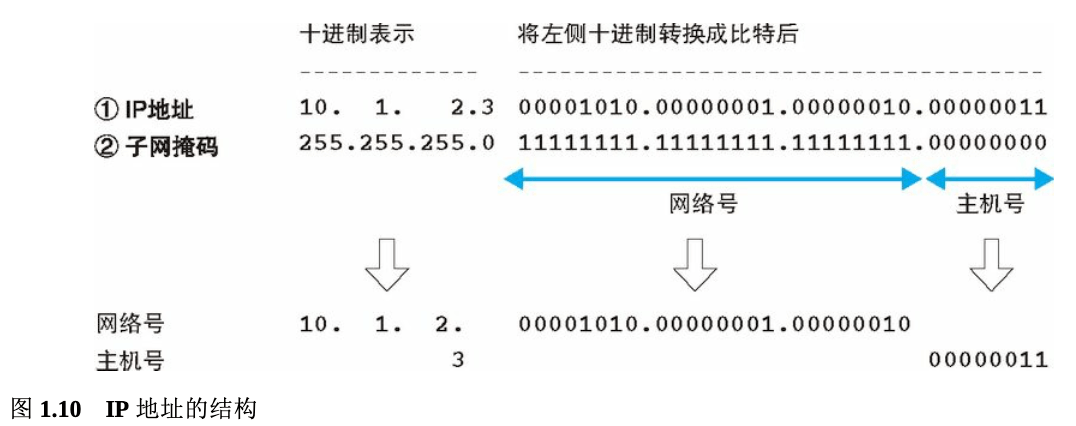 十进制表示 将左侧十进制转换成比特后
------------- --------------------------------------
① IP地址 10. 1. 2.3 00001010.00000001.00000010.00000011
② 子网掩码 255.255.255.0 11111111.11111111.11111111.00000000
网络号 主机号
网络号 10. 1. 2. 00001010.00000001.00000010
主机号 3 00000011
图 1.10 IP 地址的结构